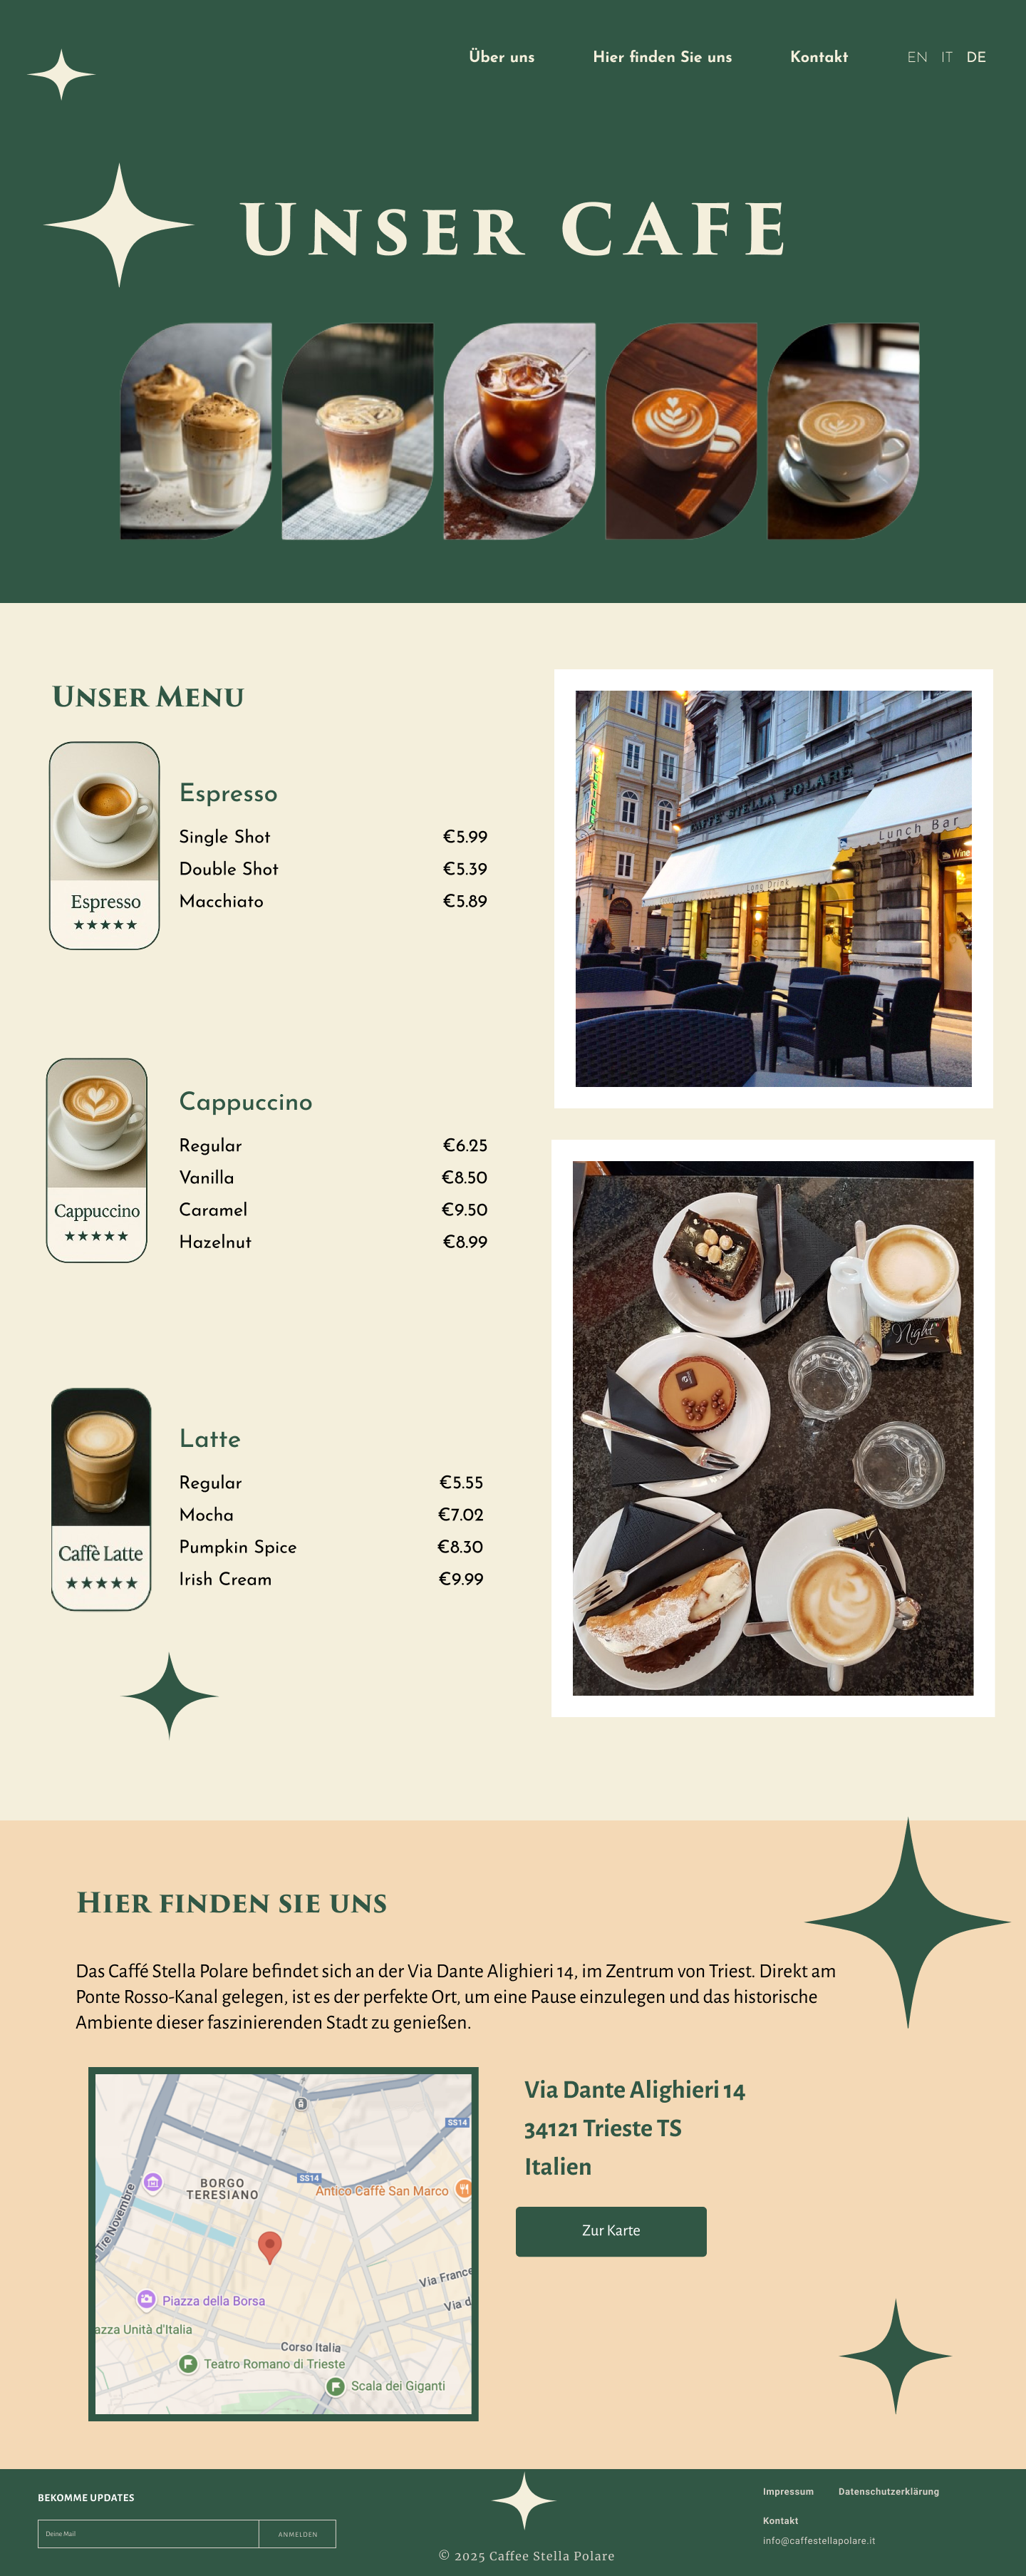 Über uns Hier finden Sie uns Kontakt EN IT DE
UNSER CAFE
UNSER MENU
Espresso
Single Shot €5.99
Double Shot €5.39
Macchiato €5.89
Espresso
★★★★★
CAFFE STELLA POLARE
Lunch Bar
Wine
Cappuccino
Regular €6.25
Vanilla €8.50
Caramel €9.50
Hazelnut €8.99
Cappuccino
★★★★★
Night
Latte
Regular €5.55
Mocha €7.02
Pumpkin Spice €8.30
Irish Cream €9.99
Caffè Latte
★★★★★
HIER FINDEN SIE UNS
Das Caffé Stella Polare befindet sich an der Via Dante Alighieri 14, im Zentrum von Triest. Direkt am
Ponte Rosso-Kanal gelegen, ist es der perfekte Ort, um eine Pause einzulegen und das historische
Ambiente dieser faszinierenden Stadt zu genießen.
SS14
SS14
BORGO
TERESIANO
Antico Caffè San Marco
Tre Novembre
Via France
Piazza della Borsa
Via d
azza Unità d'Italia
Corso Italia
Teatro Romano di Trieste
Scala dei Giganti
Via Dante Alighieri 14
34121 Trieste TS
Italien
Zur Karte
BEKOMME UPDATES
Deine Mail ANMELDEN
© 2025 Caffee Stella Polare
Impressum Datenschutzerklärung
Kontakt
info@caffestellapolare.it